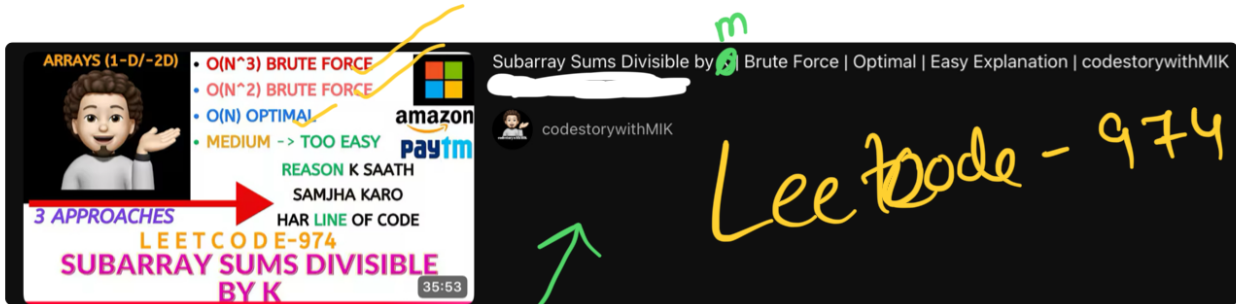 ARRAYS (1-D/-2D)
• O(N^3) BRUTE FORCE
• O(N^2) BRUTE FORCE
• O(N) OPTIMAL
• MEDIUM -> TOO EASY
amazon
paytm
REASON K SAATH
SAMJHA KARO
HAR LINE OF CODE
3 APPROACHES
LEETCODE-974
SUBARRAY SUMS DIVISIBLE
BY K
35:53
m
Subarray Sums Divisible by | Brute Force | Optimal | Easy Explanation | codestorywithMIK
codestorywithMIK
Leetcode - 974